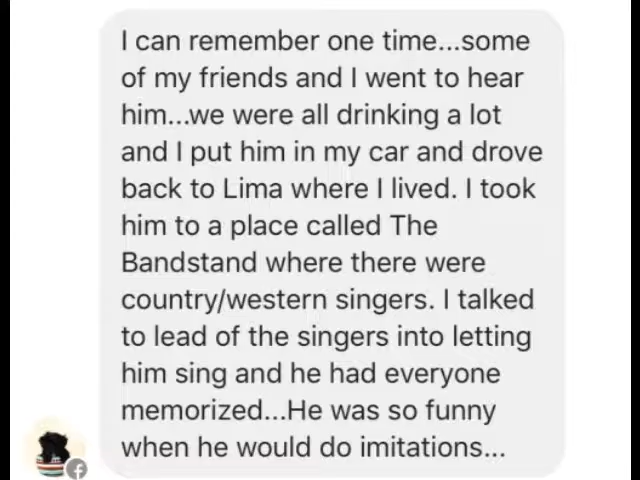 I can remember one time...some
of my friends and I went to hear
him...we were all drinking a lot
and I put him in my car and drove
back to Lima where I lived. I took
him to a place called The
Bandstand where there were
country/western singers. I talked
to lead of the singers into letting
him sing and he had everyone
memorized...He was so funny
when he would do imitations...